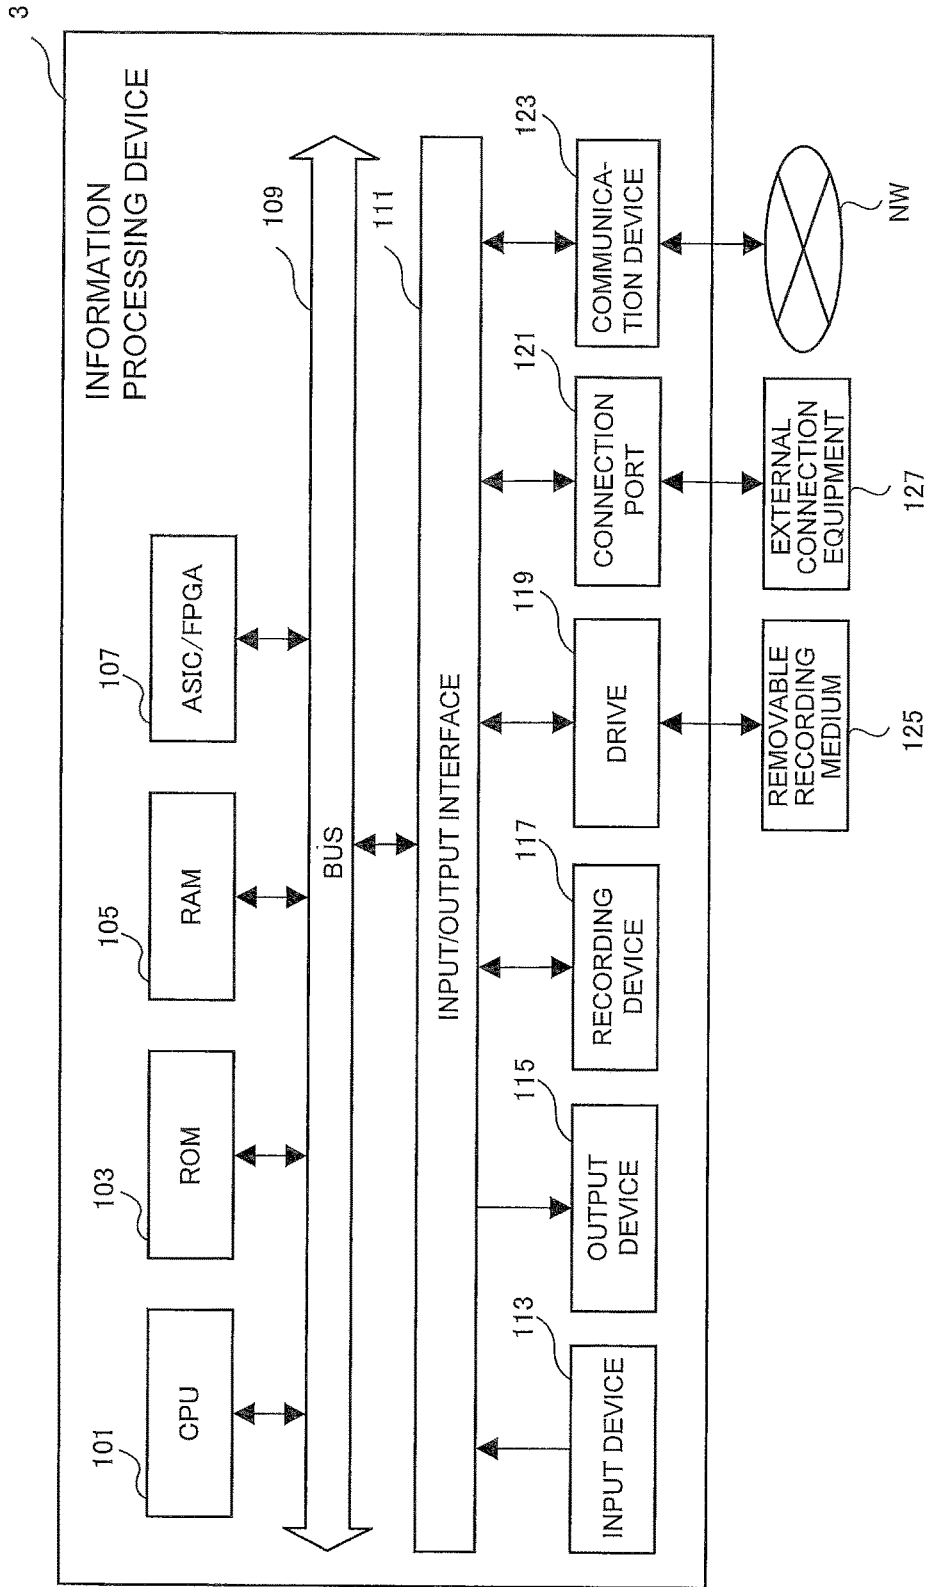 3
INFORMATION
PROCESSING DEVICE
101
CPU
103
ROM
105
RAM
107
ASIC/FPGA
109
BUS
111
INPUT/OUTPUT INTERFACE
113
INPUT DEVICE
115
OUTPUT
DEVICE
117
RECORDING
DEVICE
119
DRIVE
121
CONNECTION
PORT
123
COMMUNICA-
TION DEVICE
REMOVABLE
RECORDING
MEDIUM
125
EXTERNAL
CONNECTION
EQUIPMENT
127
NW